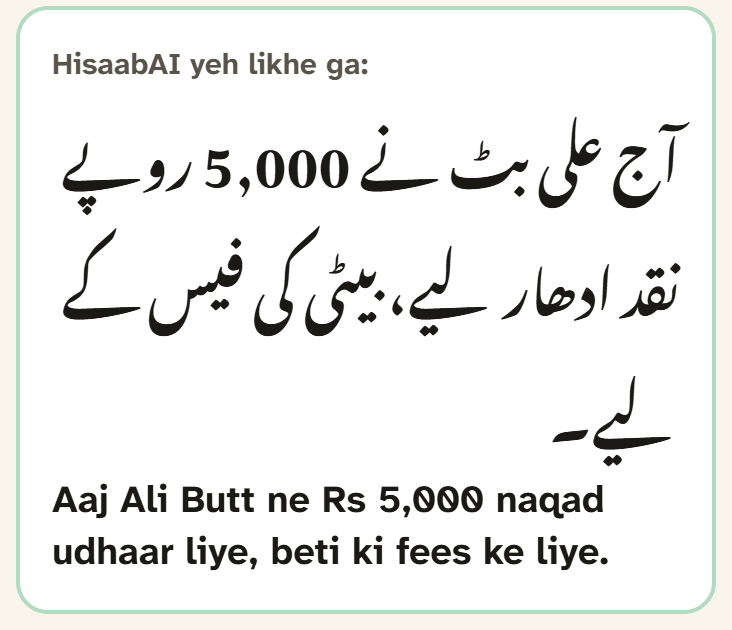 HisaabAI yeh likhe ga:
آج علی بٹ نے 5,000 روپے
نقد ادھار لیے، بیٹی کی فیس کے
لیے۔
Aaj Ali Butt ne Rs 5,000 naqad
udhaar liye, beti ki fees ke liye.